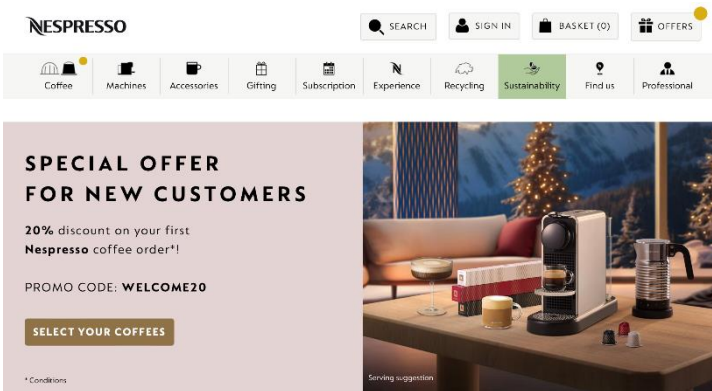 NESPRESSO
SEARCH
SIGN IN
BASKET (0)
OFFERS
Coffee
Machines
Accessories
Gifting
Subscription
Experience
Recycling
Sustainability
Find us
Professional
SPECIAL OFFER
FOR NEW CUSTOMERS
20% discount on your first
Nespresso coffee order*!
PROMO CODE: WELCOME20
SELECT YOUR COFFEES
* Conditions
Serving suggestion